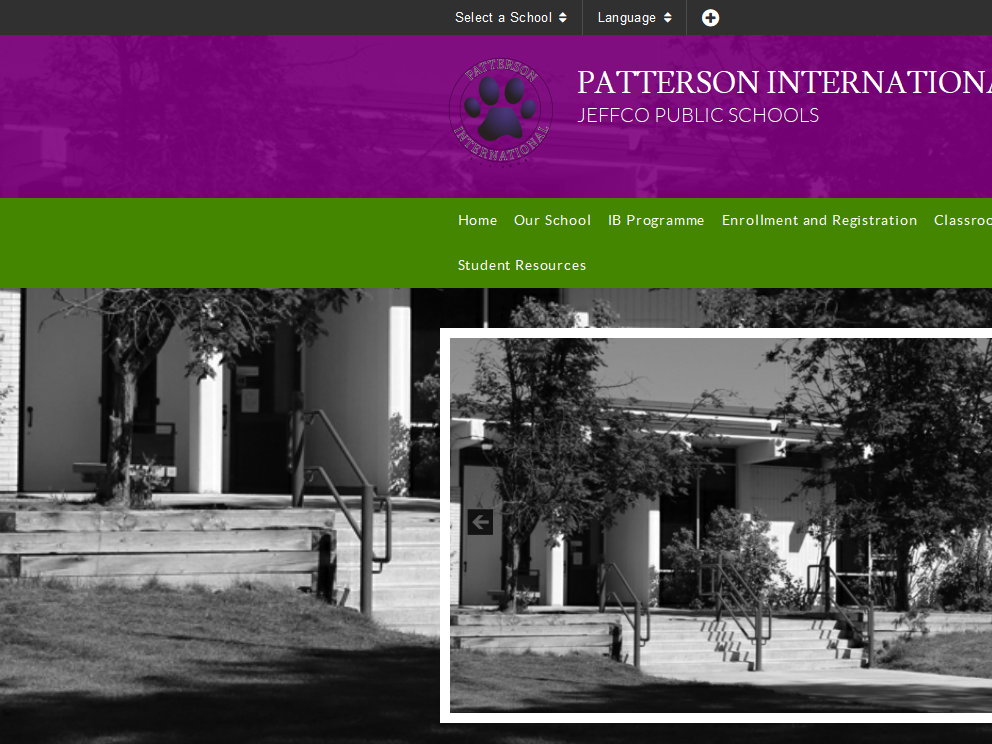 Select a School
Language
PATTERSON
INTERNATIONAL
PATTERSON INTERNATIONA
JEFFCO PUBLIC SCHOOLS
Home Our School IB Programme Enrollment and Registration Classroo
Student Resources